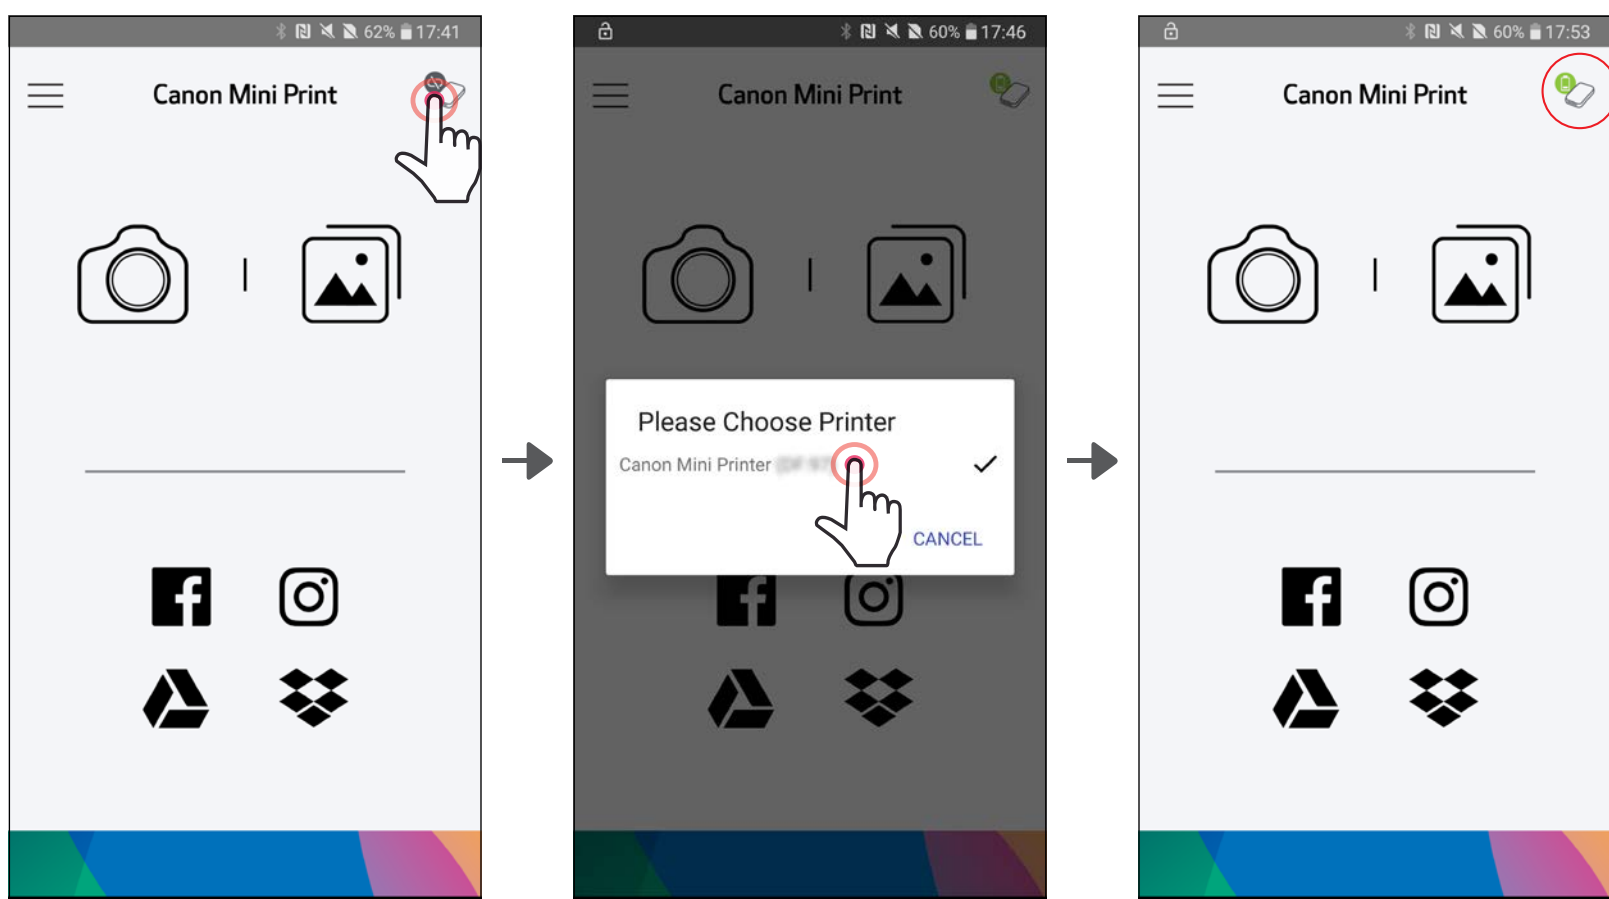 62% 17:41
Canon Mini Print
60% 17:46
Canon Mini Print
Please Choose Printer
Canon Mini Printer
CANCEL
60% 17:53
Canon Mini Print